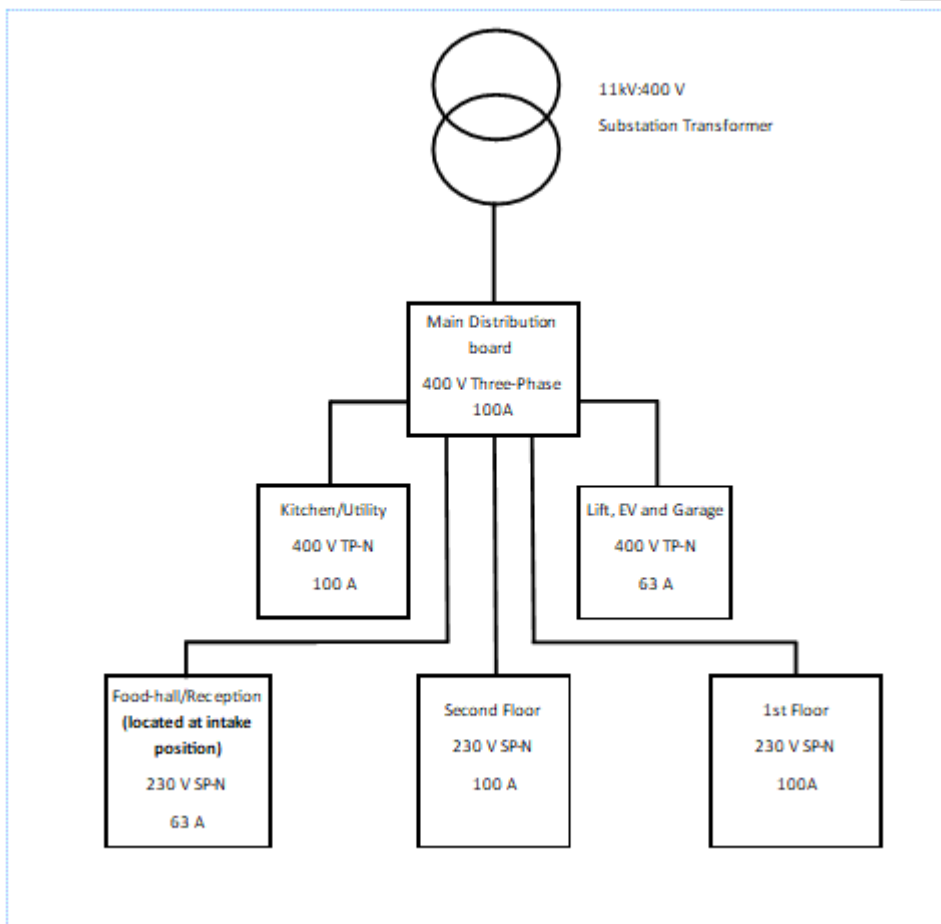 11kV:400 V
Substation Transformer
Main Distribution
board
400 V Three-Phase
100A
Kitchen/Utility
400 V TP-N
100 A
Lift, EV and Garage
400 V TP-N
63 A
Food-hall/Reception
(located at intake
position)
230 V SP-N
63 A
Second Floor
230 V SP-N
100 A
1st Floor
230 V SP-N
100A